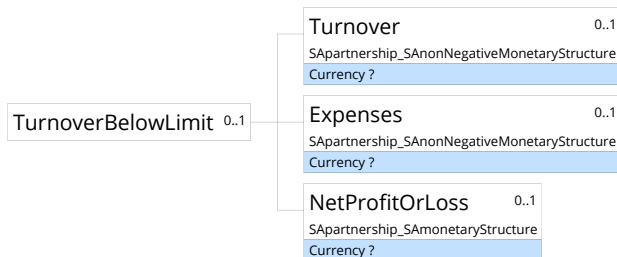 Turnover 0..1
SApartnership_SAnonNegativeMonetaryStructure
Currency ?
TurnoverBelowLimit 0..1
Expenses 0..1
SApartnership_SAnonNegativeMonetaryStructure
Currency ?
NetProfitOrLoss 0..1
SApartnership_SAmonetaryStructure
Currency ?